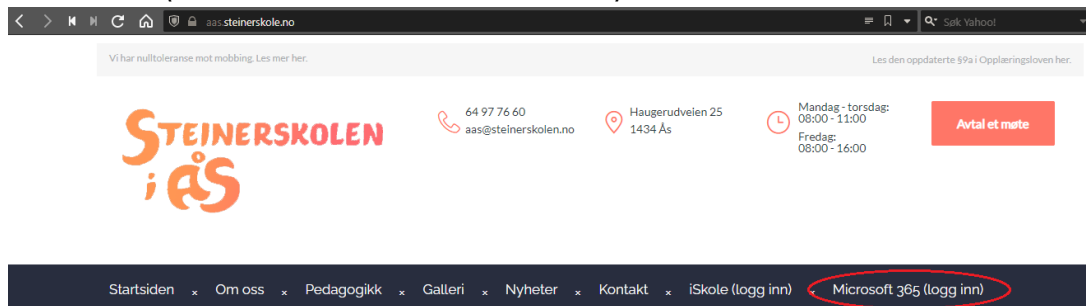 aas.steinerskole.no
Søk Yahoo!
Vi har nulltoleranse mot mobbing. Les mer her.
Les den oppdaterte §9a i Opplæringsloven her.
STEINERSKOLEN
i ÅS
64 97 76 60
aas@steinerskolen.no
Haugerudveien 25
1434 Ås
Mandag - torsdag:
08:00 - 11:00
Fredag:
08:00 - 16:00
Avtal et møte
Startsiden × Om oss × Pedagogikk × Galleri × Nyheter × Kontakt × iSkole (logg inn) × Microsoft 365 (logg inn)